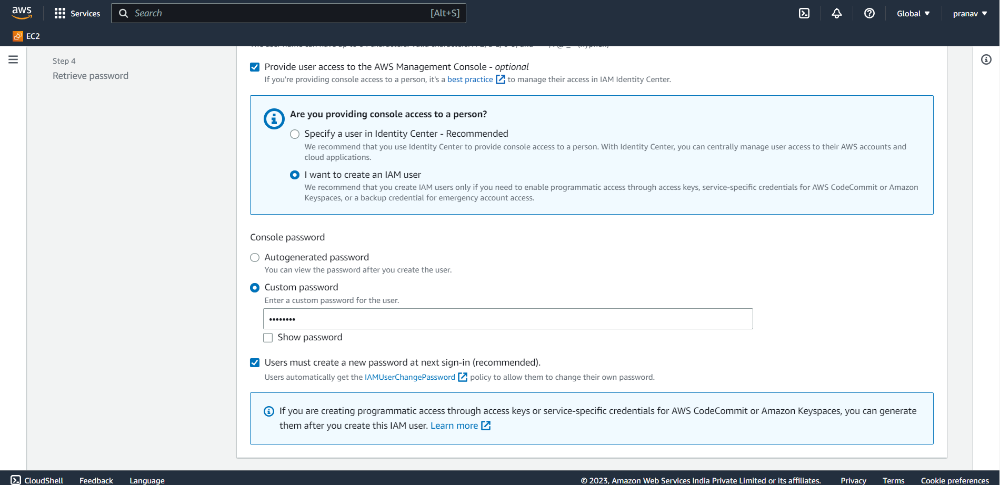 aws
Services
Search
[Alt+S]
Global
pranav
EC2
Step 4
Retrieve password
Provide user access to the AWS Management Console - optional
If you're providing console access to a person, it's a best practice to manage their access in IAM Identity Center.
Are you providing console access to a person?
Specify a user in Identity Center - Recommended
We recommend that you use Identity Center to provide console access to a person. With Identity Center, you can centrally manage user access to their AWS accounts and
cloud applications.
I want to create an IAM user
We recommend that you create IAM users only if you need to enable programmatic access through access keys, service-specific credentials for AWS CodeCommit or Amazon
Keyspaces, or a backup credential for emergency account access.
Console password
Autogenerated password
You can view the password after you create the user.
Custom password
Enter a custom password for the user.
••••••••
Show password
Users must create a new password at next sign-in (recommended).
Users automatically get the IAMUserChangePassword policy to allow them to change their own password.
If you are creating programmatic access through access keys or service-specific credentials for AWS CodeCommit or Amazon Keyspaces, you can generate
them after you create this IAM user. Learn more
CloudShell
Feedback
Language
© 2023, Amazon Web Services India Private Limited or its affiliates.
Privacy
Terms
Cookie preferences